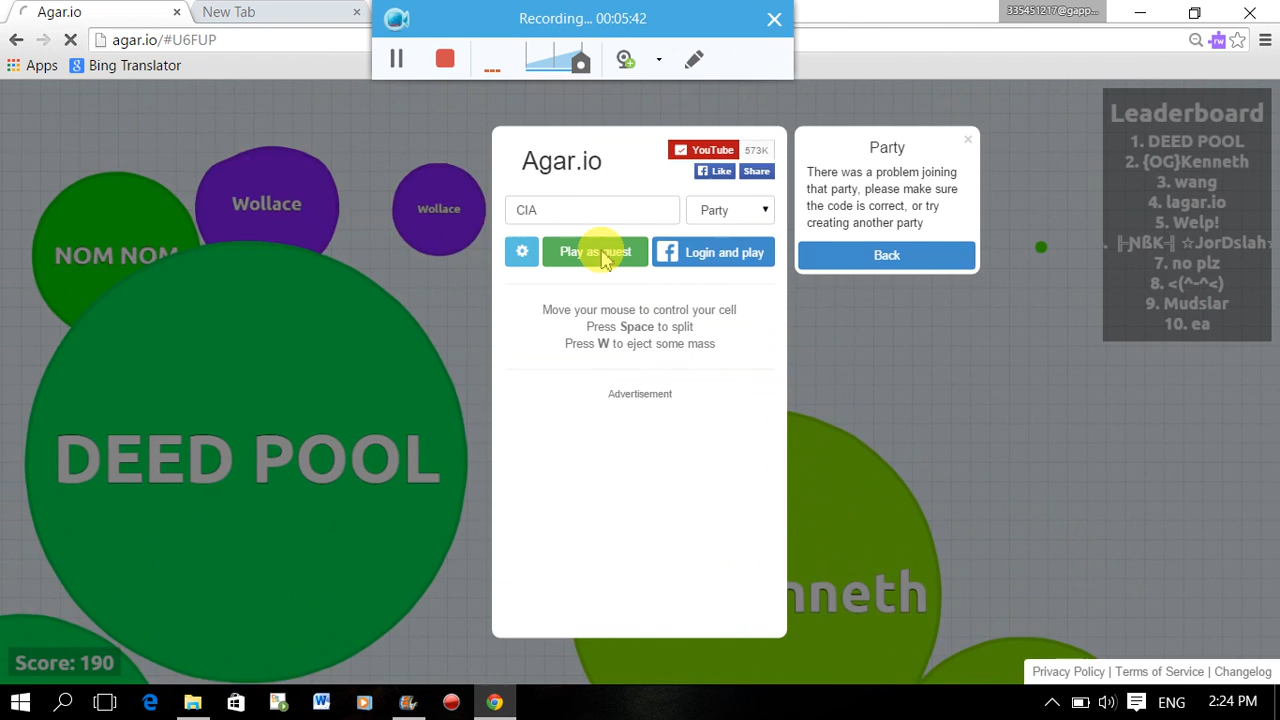 Agar.io
New Tab
Recording... 00:05:42
335451217@gapp...
agar.io/#U6FUP
Apps
Bing Translator
Agar.io
YouTube 573K
Like Share
CIA
Party
Play as guest
Login and play
Move your mouse to control your cell
Press Space to split
Press W to eject some mass
Advertisement
Party
There was a problem joining
that party, please make sure
the code is correct, or try
creating another party
Back
Leaderboard
1. DEED POOL
2. {OG}Kenneth
3. wang
4. lagar.io
5. Welp!
. ╠NßK╣ ☆JorDslah☆
7. no plz
8. <(^-^<)
9. Mudslar
10. ea
NOM NOM
Wollace
Wollace
DEED POOL
nneth
Score: 190
Privacy Policy | Terms of Service | Changelog
ENG
2:24 PM